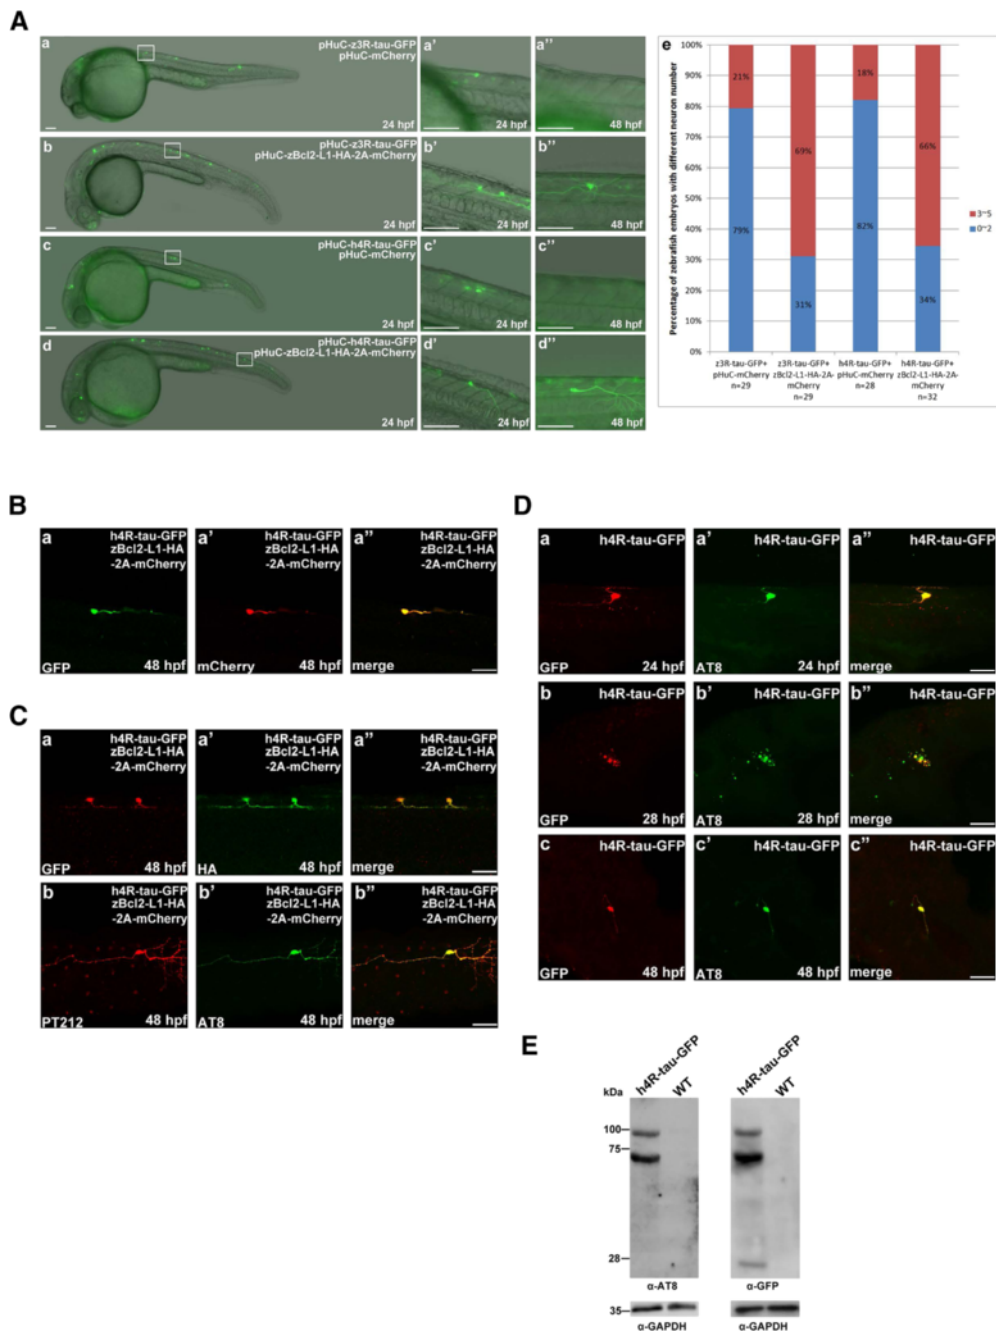 A
a
pHuC-z3R-tau-GFP
pHuC-mCherry
24 hpf
a'
24 hpf
a''
48 hpf
b
pHuC-z3R-tau-GFP
pHuC-zBcl2-L1-HA-2A-mCherry
24 hpf
b'
24 hpf
b''
48 hpf
c
pHuC-h4R-tau-GFP
pHuC-mCherry
24 hpf
c'
24 hpf
c''
48 hpf
d
pHuC-h4R-tau-GFP
pHuC-zBcl2-L1-HA-2A-mCherry
24 hpf
d'
24 hpf
d''
48 hpf
e
Percentage of zebrafish embryos with different neuron number
100%
90%
80%
70%
60%
50%
40%
30%
20%
10%
0%
21%
79%
69%
31%
18%
82%
66%
34%
3~5
0~2
z3R-tau-GFP+
pHuC-mCherry
n=29
z3R-tau-GFP+
zBcl2-L1-HA-2A-
mCherry
n=29
h4R-tau-GFP+
pHuC-mCherry
n=28
h4R-tau-GFP+
zBcl2-L1-HA-2A-
mCherry
n=32
B
a
h4R-tau-GFP
zBcl2-L1-HA
-2A-mCherry
GFP
48 hpf
a'
h4R-tau-GFP
zBcl2-L1-HA
-2A-mCherry
mCherry
48 hpf
a''
h4R-tau-GFP
zBcl2-L1-HA
-2A-mCherry
merge
C
a
h4R-tau-GFP
zBcl2-L1-HA
-2A-mCherry
GFP
48 hpf
a'
h4R-tau-GFP
zBcl2-L1-HA
-2A-mCherry
HA
48 hpf
a''
h4R-tau-GFP
zBcl2-L1-HA
-2A-mCherry
merge
b
h4R-tau-GFP
zBcl2-L1-HA
-2A-mCherry
PT212
48 hpf
b'
h4R-tau-GFP
zBcl2-L1-HA
-2A-mCherry
AT8
48 hpf
b''
h4R-tau-GFP
zBcl2-L1-HA
-2A-mCherry
merge
D
a
h4R-tau-GFP
GFP
24 hpf
a'
h4R-tau-GFP
AT8
24 hpf
a''
h4R-tau-GFP
merge
b
h4R-tau-GFP
GFP
28 hpf
b'
h4R-tau-GFP
AT8
28 hpf
b''
h4R-tau-GFP
merge
c
h4R-tau-GFP
GFP
48 hpf
c'
h4R-tau-GFP
AT8
48 hpf
c''
h4R-tau-GFP
merge
E
h4R-tau-GFP
WT
h4R-tau-GFP
WT
kDa
100
75
28
α-AT8
α-GFP
35
α-GAPDH
α-GAPDH